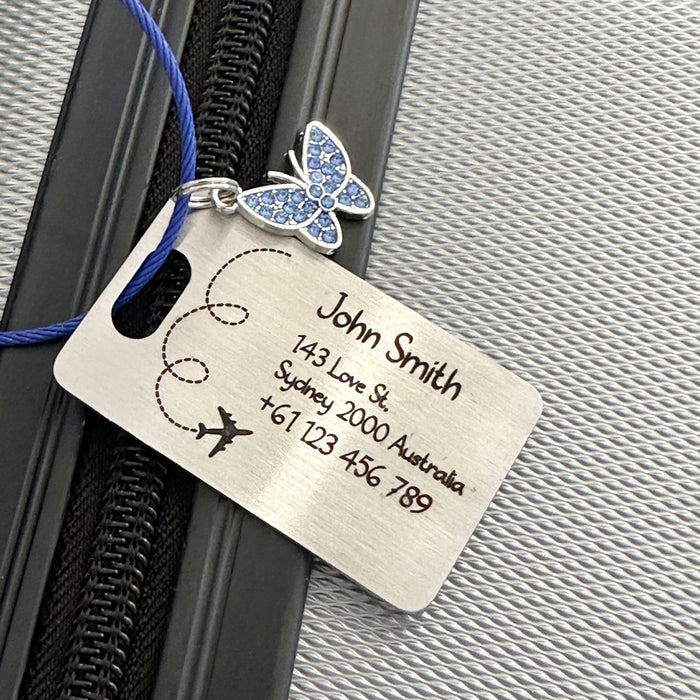 John Smith
143 Love St.
Sydney 2000 Australia
+61 123 456 789